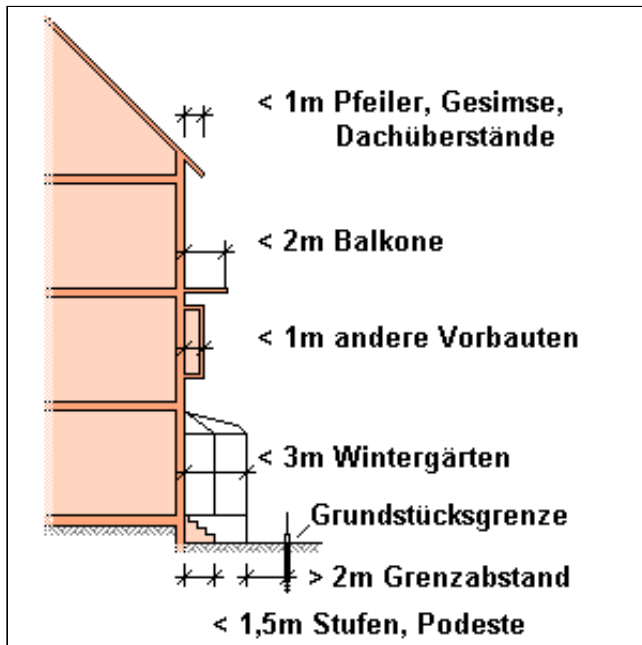 < 1m Pfeiler, Gesimse,
Dachüberstände
< 2m Balkone
< 1m andere Vorbauten
< 3m Wintergärten
Grundstücksgrenze
> 2m Grenzabstand
< 1,5m Stufen, Podeste